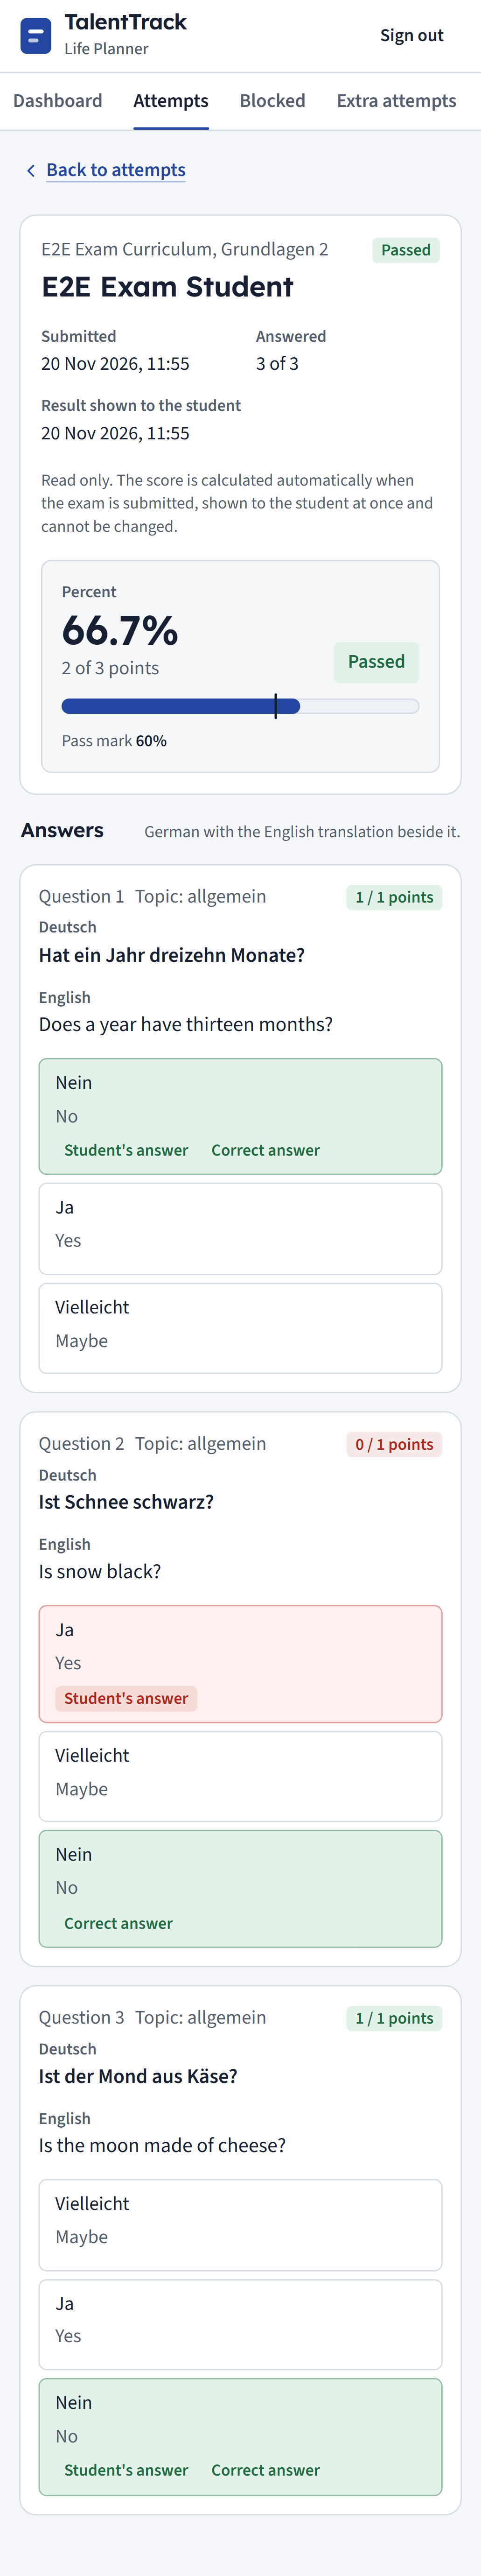 TalentTrack
Life Planner
Sign out
Dashboard Attempts Blocked Extra attempts
Back to attempts
E2E Exam Curriculum, Grundlagen 2
Passed
E2E Exam Student
Submitted
20 Nov 2026, 11:55
Answered
3 of 3
Result shown to the student
20 Nov 2026, 11:55
Read only. The score is calculated automatically when
the exam is submitted, shown to the student at once and
cannot be changed.
Percent
66.7%
2 of 3 points
Passed
Pass mark 60%
Answers
German with the English translation beside it.
Question 1 Topic: allgemein
1 / 1 points
Deutsch
Hat ein Jahr dreizehn Monate?
English
Does a year have thirteen months?
Nein
No
Student's answer Correct answer
Ja
Yes
Vielleicht
Maybe
Question 2 Topic: allgemein
0 / 1 points
Deutsch
Ist Schnee schwarz?
English
Is snow black?
Ja
Yes
Student's answer
Vielleicht
Maybe
Nein
No
Correct answer
Question 3 Topic: allgemein
1 / 1 points
Deutsch
Ist der Mond aus Käse?
English
Is the moon made of cheese?
Vielleicht
Maybe
Ja
Yes
Nein
No
Student's answer Correct answer